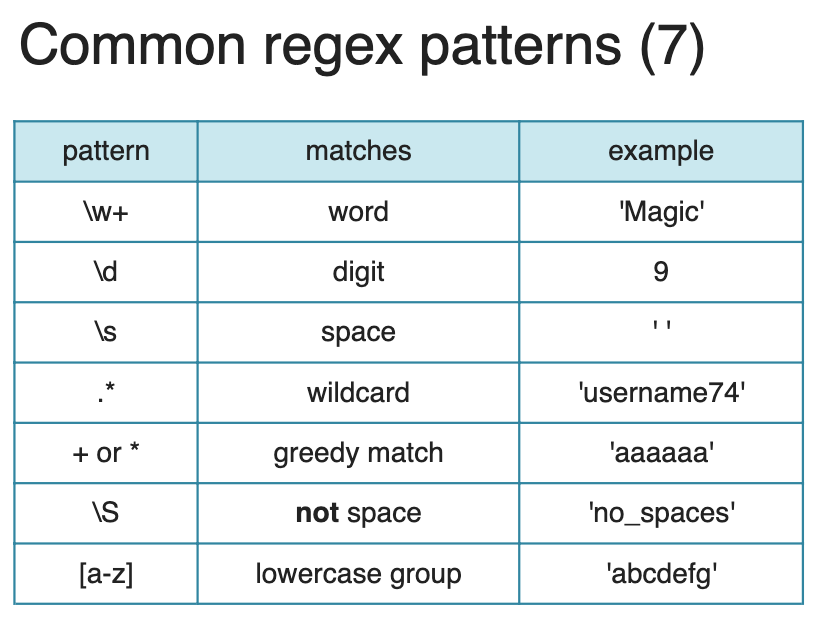 Common regex patterns (7)
pattern matches example
\w+ word 'Magic'
\d digit 9
\s space ' '
.* wildcard 'username74'
+ or * greedy match 'aaaaaa'
\S not space 'no_spaces'
[a-z] lowercase group 'abcdefg'